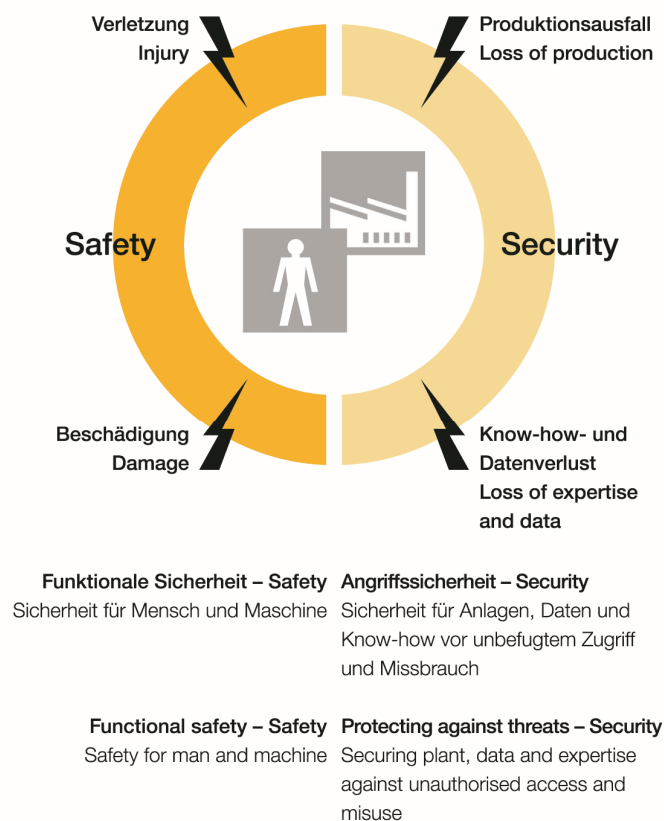 Verletzung
Injury
Produktionsausfall
Loss of production
Safety
Security
Beschädigung
Damage
Know-how- und
Datenverlust
Loss of expertise
and data
Funktionale Sicherheit – Safety
Sicherheit für Mensch und Maschine
Angriffssicherheit – Security
Sicherheit für Anlagen, Daten und
Know-how vor unbefugtem Zugriff
und Missbrauch
Functional safety – Safety
Safety for man and machine
Protecting against threats – Security
Securing plant, data and expertise
against unauthorised access and
misuse